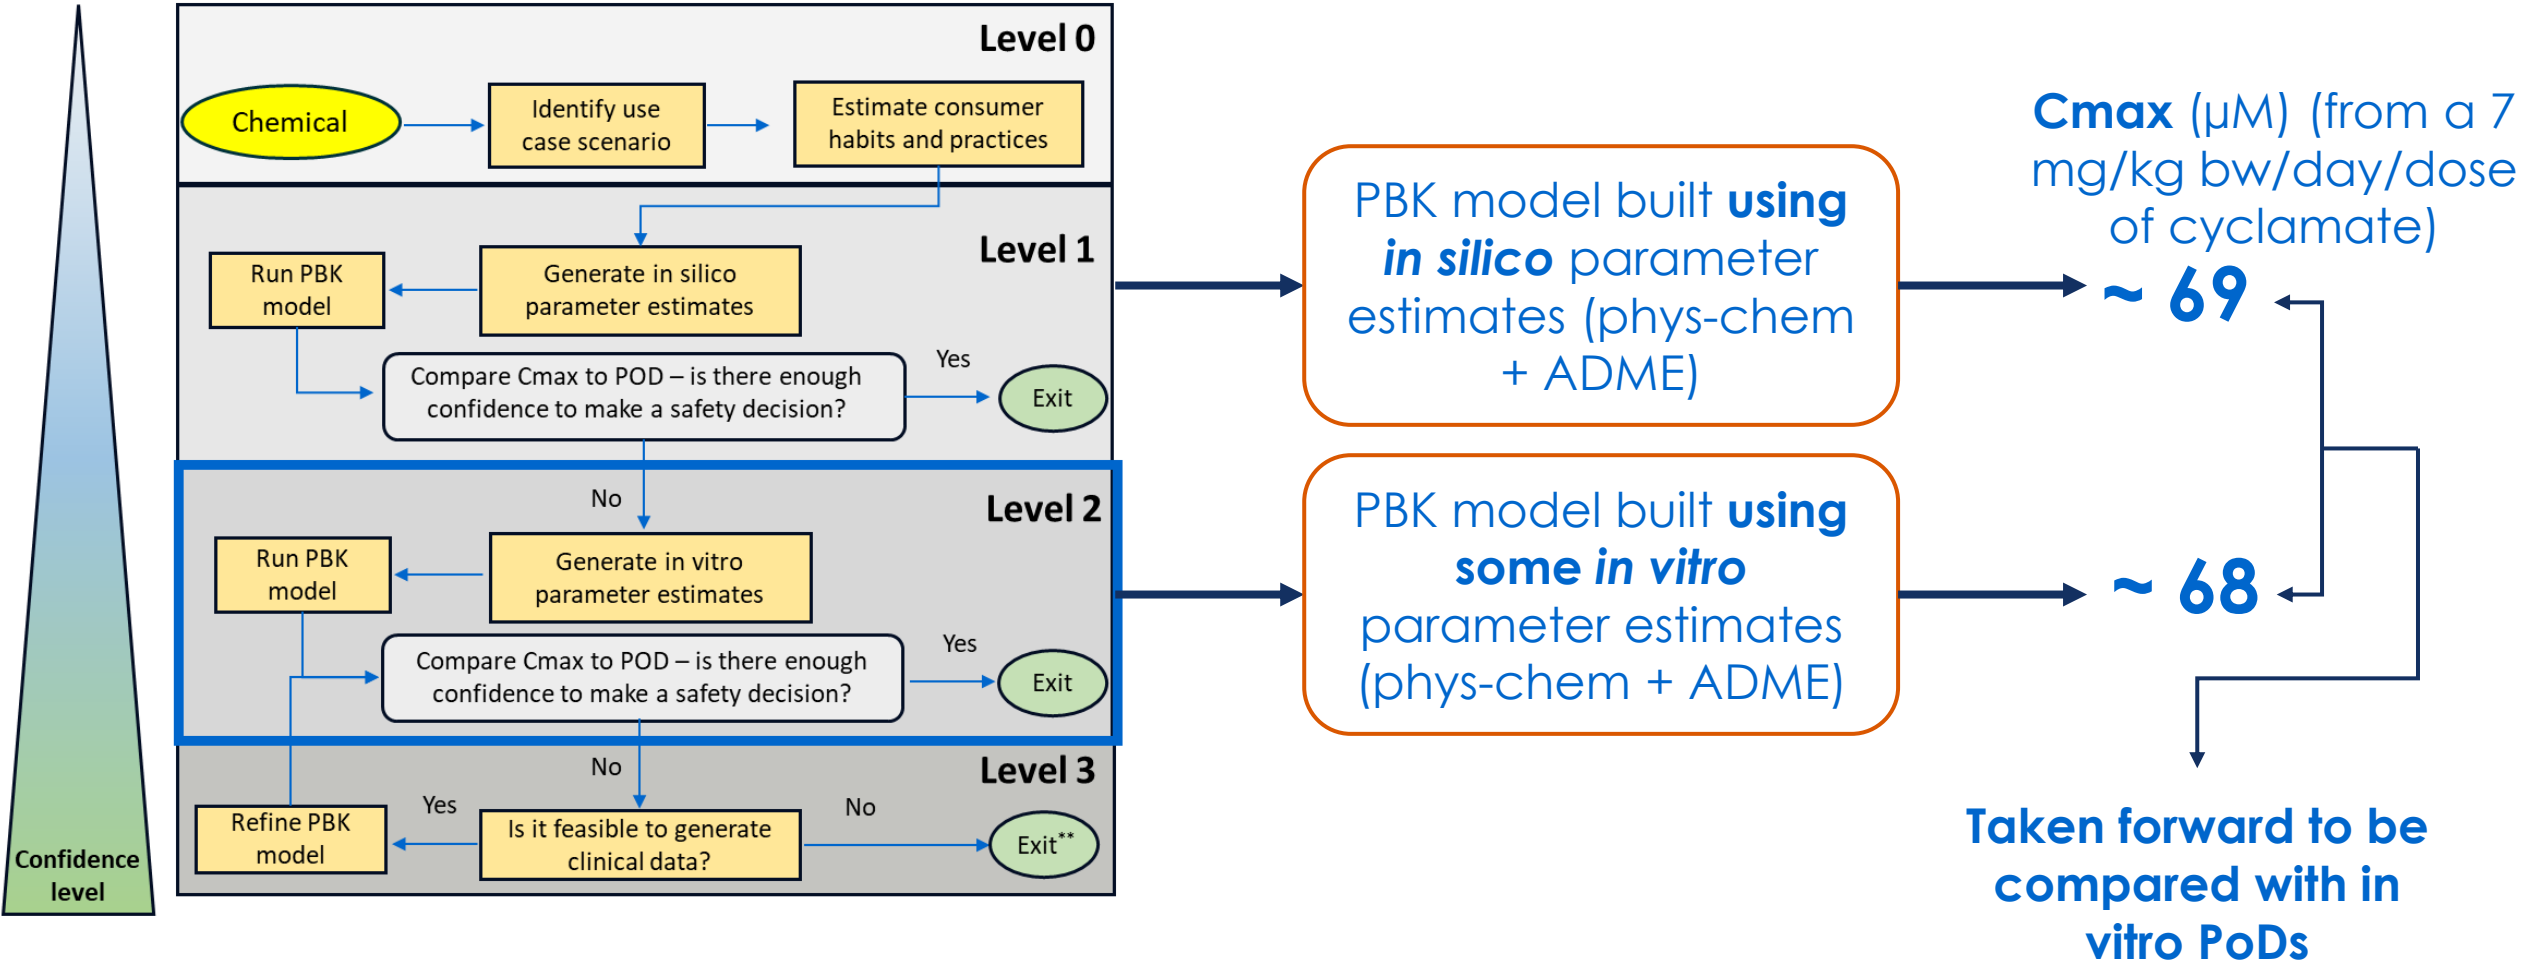 Level 0
Chemical
Identify use
case scenario
Estimate consumer
habits and practices
Level 1
Run PBK
model
Generate in silico
parameter estimates
Compare Cmax to POD – is there enough
confidence to make a safety decision?
Yes
Exit
No
Level 2
Run PBK
model
Generate in vitro
parameter estimates
Compare Cmax to POD – is there enough
confidence to make a safety decision?
Yes
Exit
No
Level 3
Refine PBK
model
Yes
Is it feasible to generate
clinical data?
No
Exit**
Confidence
level
PBK model built using
in silico parameter
estimates (phys-chem
+ ADME)
PBK model built using
some in vitro
parameter estimates
(phys-chem + ADME)
Cmax (µM) (from a 7
mg/kg bw/day/dose
of cyclamate)
~ 69
~ 68
Taken forward to be
compared with in
vitro PoDs